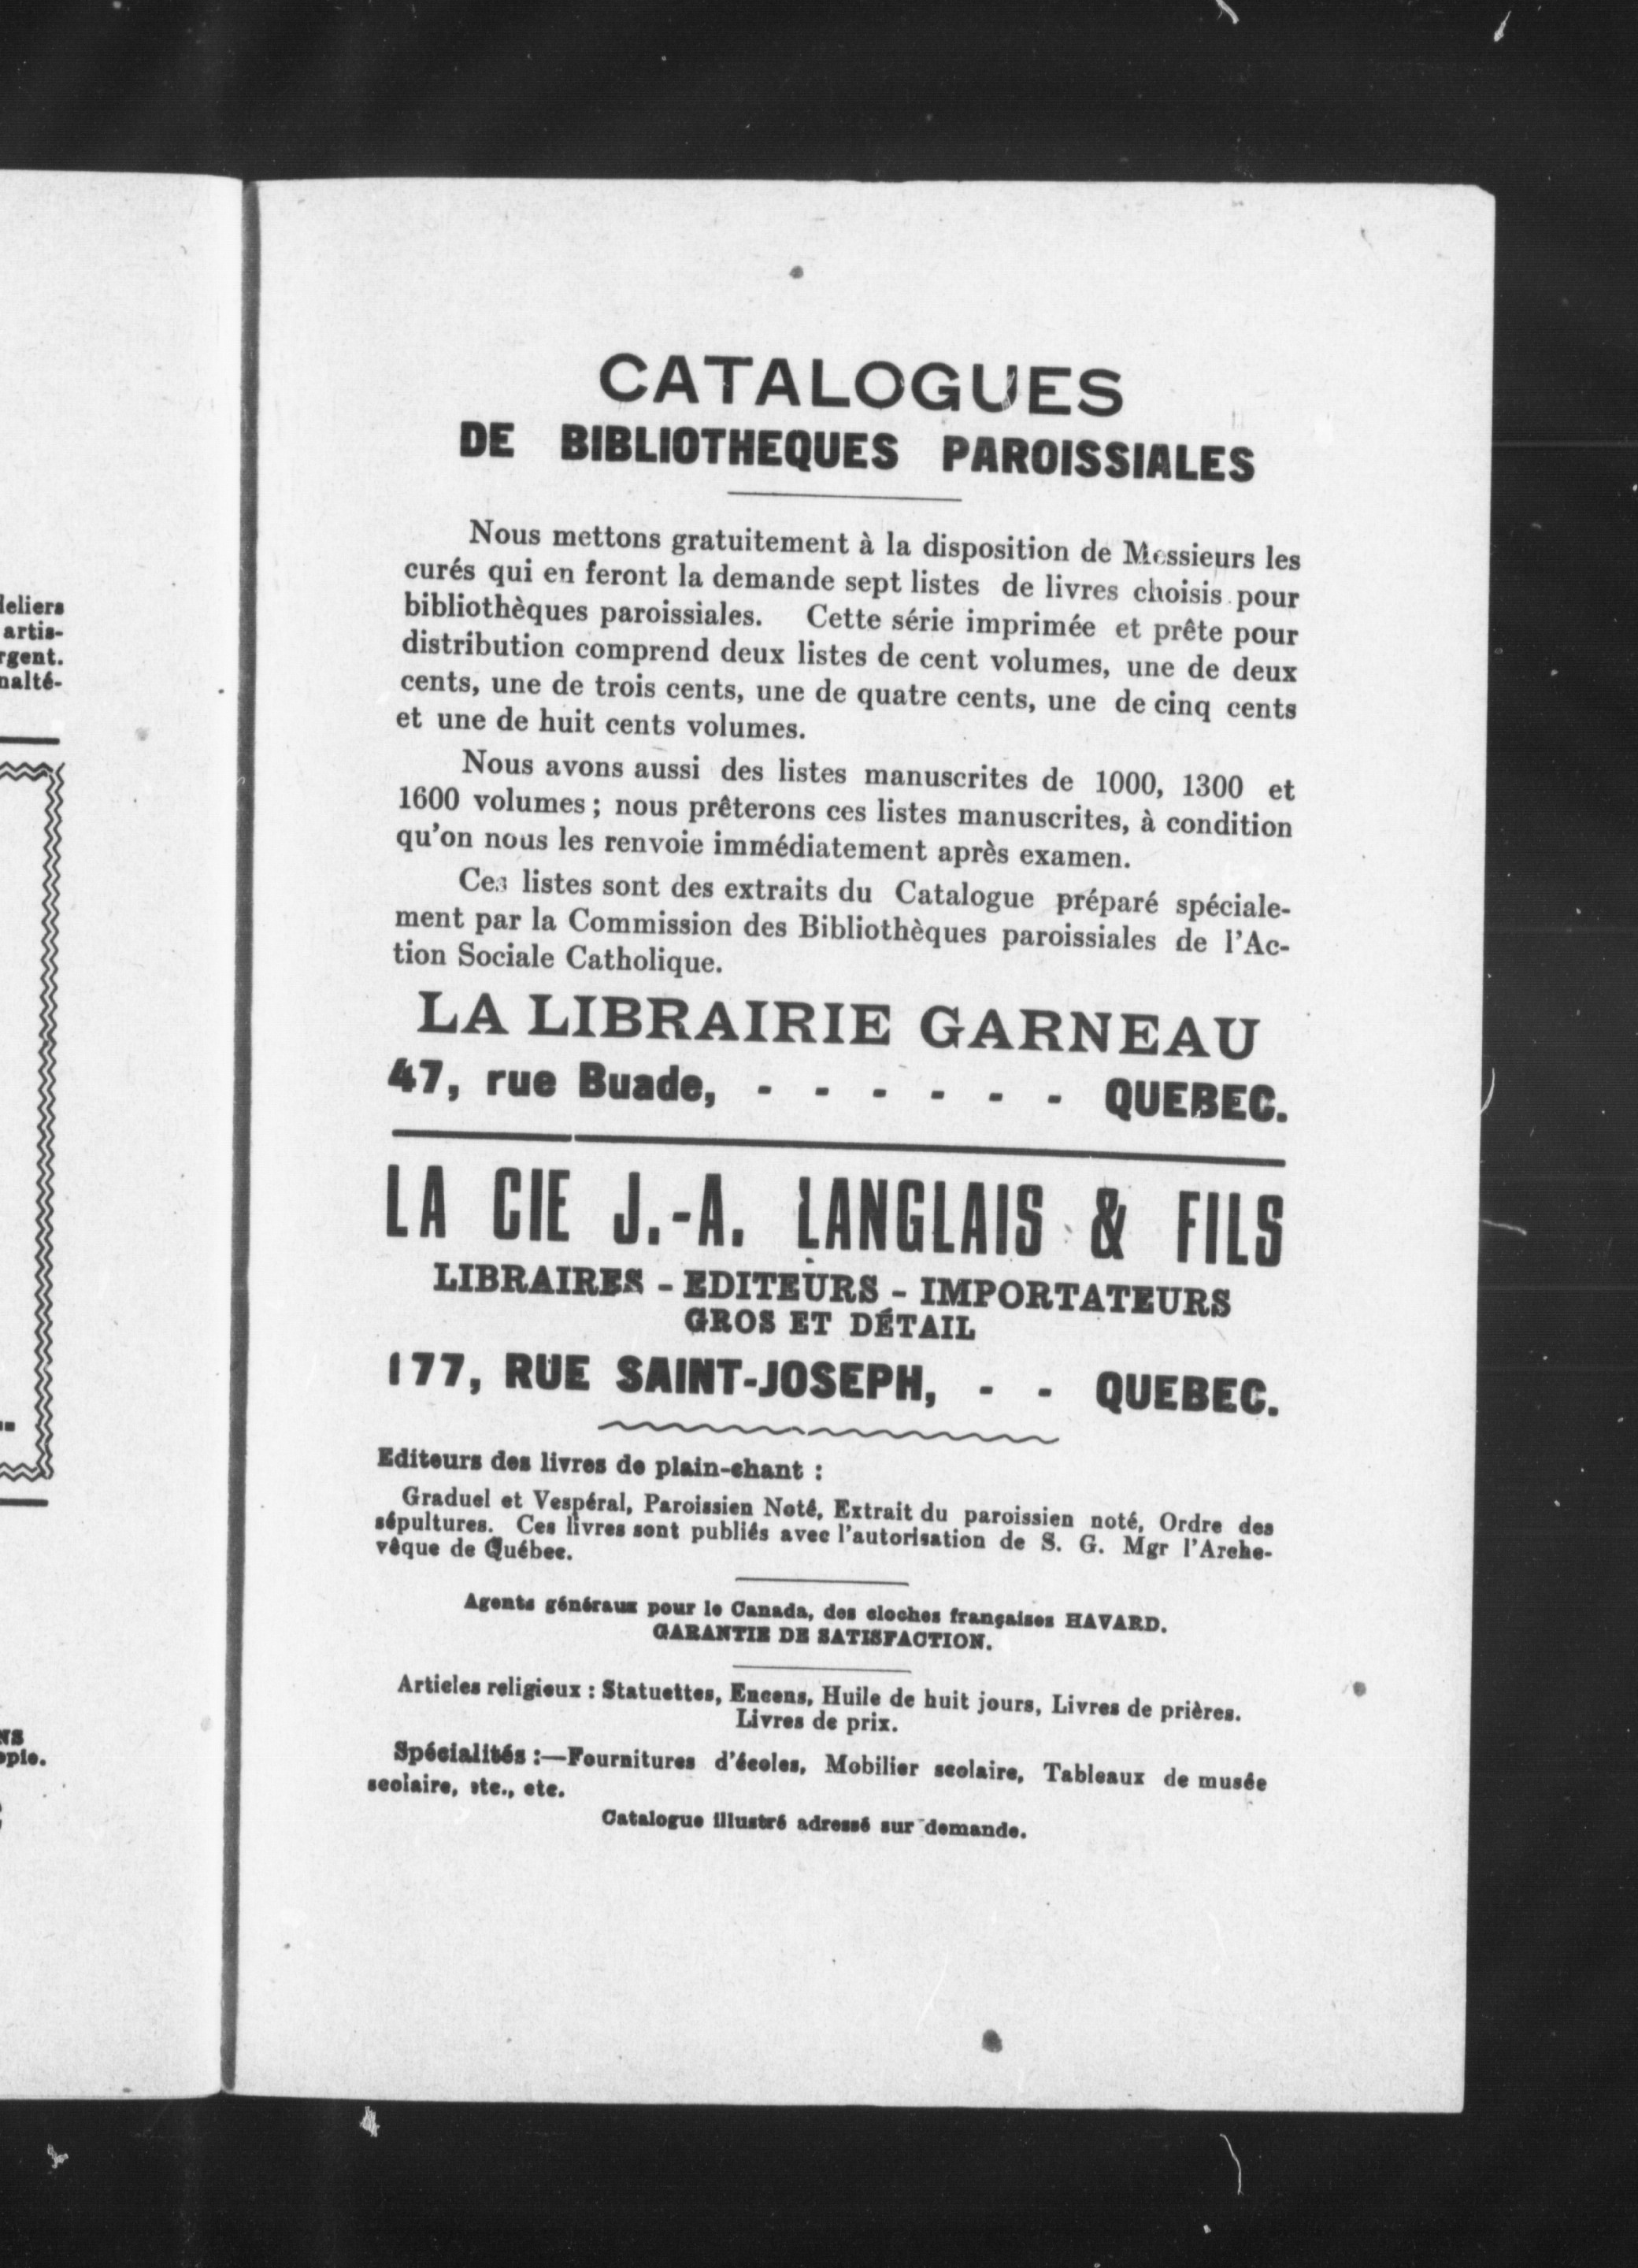 deliers
artis-
rgent.
nalté-
NS
opie.
CATALOGUES
DE BIBLIOTHEQUES PAROISSIALES
Nous mettons gratuitement à la disposition de Messieurs les
curés qui en feront la demande sept listes de livres choisis pour
bibliothèques paroissiales. Cette série imprimée et prête pour
distribution comprend deux listes de cent volumes, une de deux
cents, une de trois cents, une de quatre cents, une de cinq cents
et une de huit cents volumes.
Nous avons aussi des listes manuscrites de 1000, 1300 et
1600 volumes ; nous prêterons ces listes manuscrites, à condition
qu'on nous les renvoie immédiatement après examen.
Ces listes sont des extraits du Catalogue préparé spéciale-
ment par la Commission des Bibliothèques paroissiales de l'Ac-
tion Sociale Catholique.
LA LIBRAIRIE GARNEAU
47, rue Buade, - - - - - - QUEBEC.
LA CIE J.-A. LANGLAIS & FILS
LIBRAIRES - EDITEURS - IMPORTATEURS
GROS ET DÉTAIL
177, RUE SAINT-JOSEPH, - - QUEBEC.
Editeurs des livres de plain-chant :
Graduel et Vespéral, Paroissien Noté, Extrait du paroissien noté, Ordre des
sépultures. Ces livres sont publiés avec l'autorisation de S. G. Mgr l'Arche-
vêque de Québec.
Agents généraux pour le Canada, des cloches françaises HAVARD.
GARANTIE DE SATISFACTION.
Articles religieux : Statuettes, Encens, Huile de huit jours, Livres de prières.
Livres de prix.
Spécialités :—Fournitures d'écoles, Mobilier scolaire, Tableaux de musée
scolaire, etc., etc.
Catalogue illustré adressé sur demande.